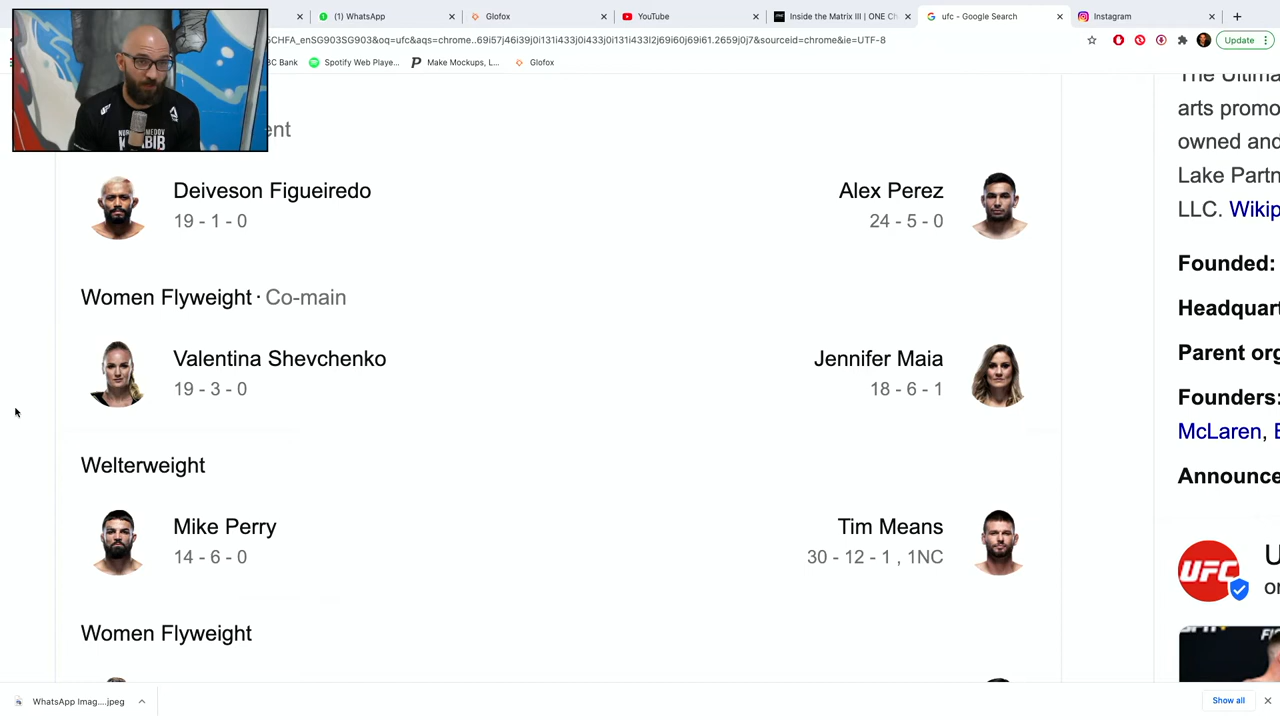 (1) WhatsApp
Glofox
YouTube
Inside the Matrix III | ONE Ch
ufc - Google Search
Instagram
5CHFA_enSG903SG903&oq=ufc&aqs=chrome..69i57j46i39j0i131i433j0i433j0i131i433l2j69i60j69i61.2659j0j7&sourceid=chrome&ie=UTF-8
Update
BC Bank
Spotify Web Playe...
Make Mockups, L...
Glofox
ent
Deiveson Figueiredo
19 - 1 - 0
Alex Perez
24 - 5 - 0
Women Flyweight · Co-main
Valentina Shevchenko
19 - 3 - 0
Jennifer Maia
18 - 6 - 1
Welterweight
Mike Perry
14 - 6 - 0
Tim Means
30 - 12 - 1 , 1NC
Women Flyweight
The Ultima
arts promo
owned and
Lake Partn
LLC. Wikip
Founded:
Headquart
Parent org
Founders:
McLaren, E
Announce
UFC
U
or
WhatsApp Imag....jpeg
Show all